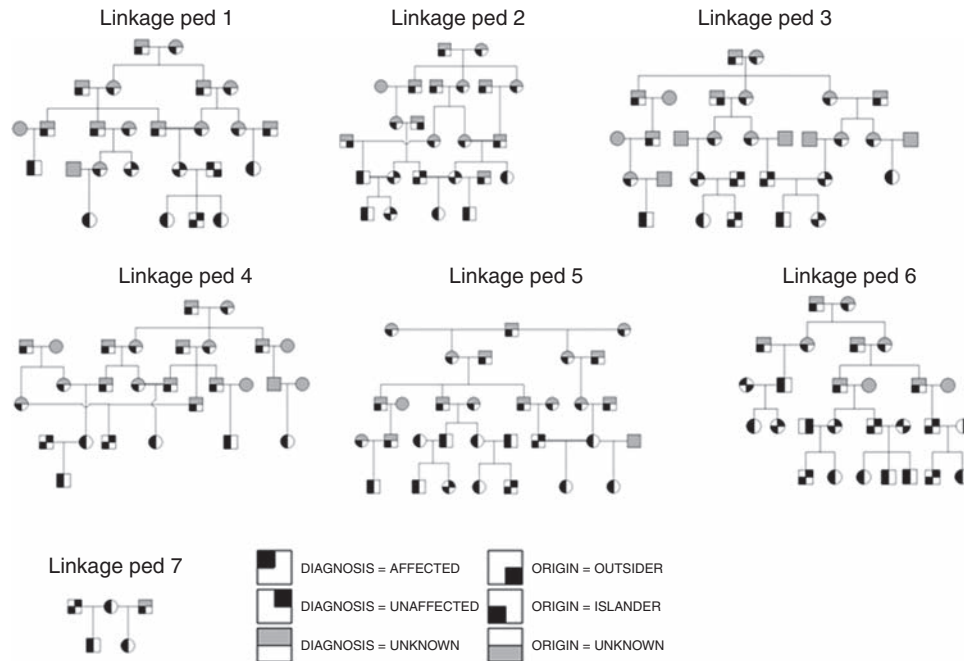 Linkage ped 1
Linkage ped 2
Linkage ped 3
Linkage ped 4
Linkage ped 5
Linkage ped 6
Linkage ped 7
DIAGNOSIS = AFFECTED
ORIGIN = OUTSIDER
DIAGNOSIS = UNAFFECTED
ORIGIN = ISLANDER
DIAGNOSIS = UNKNOWN
ORIGIN = UNKNOWN